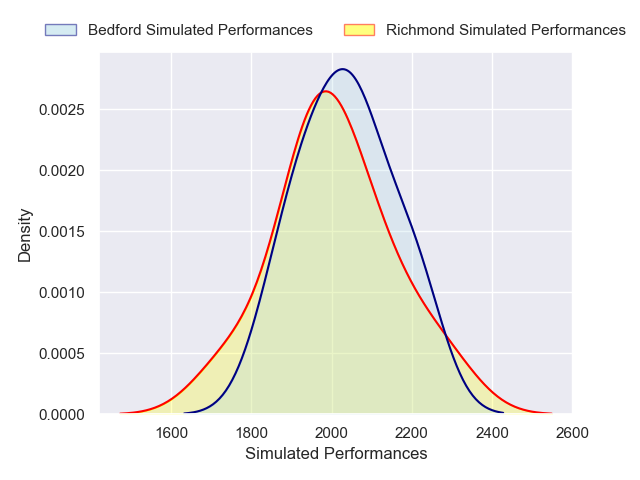 Bedford Simulated Performances Richmond Simulated Performances
0.0025
0.0020
0.0015
0.0010
0.0005
0.0000
Density
1600 1800 2000 2200 2400 2600
Simulated Performances